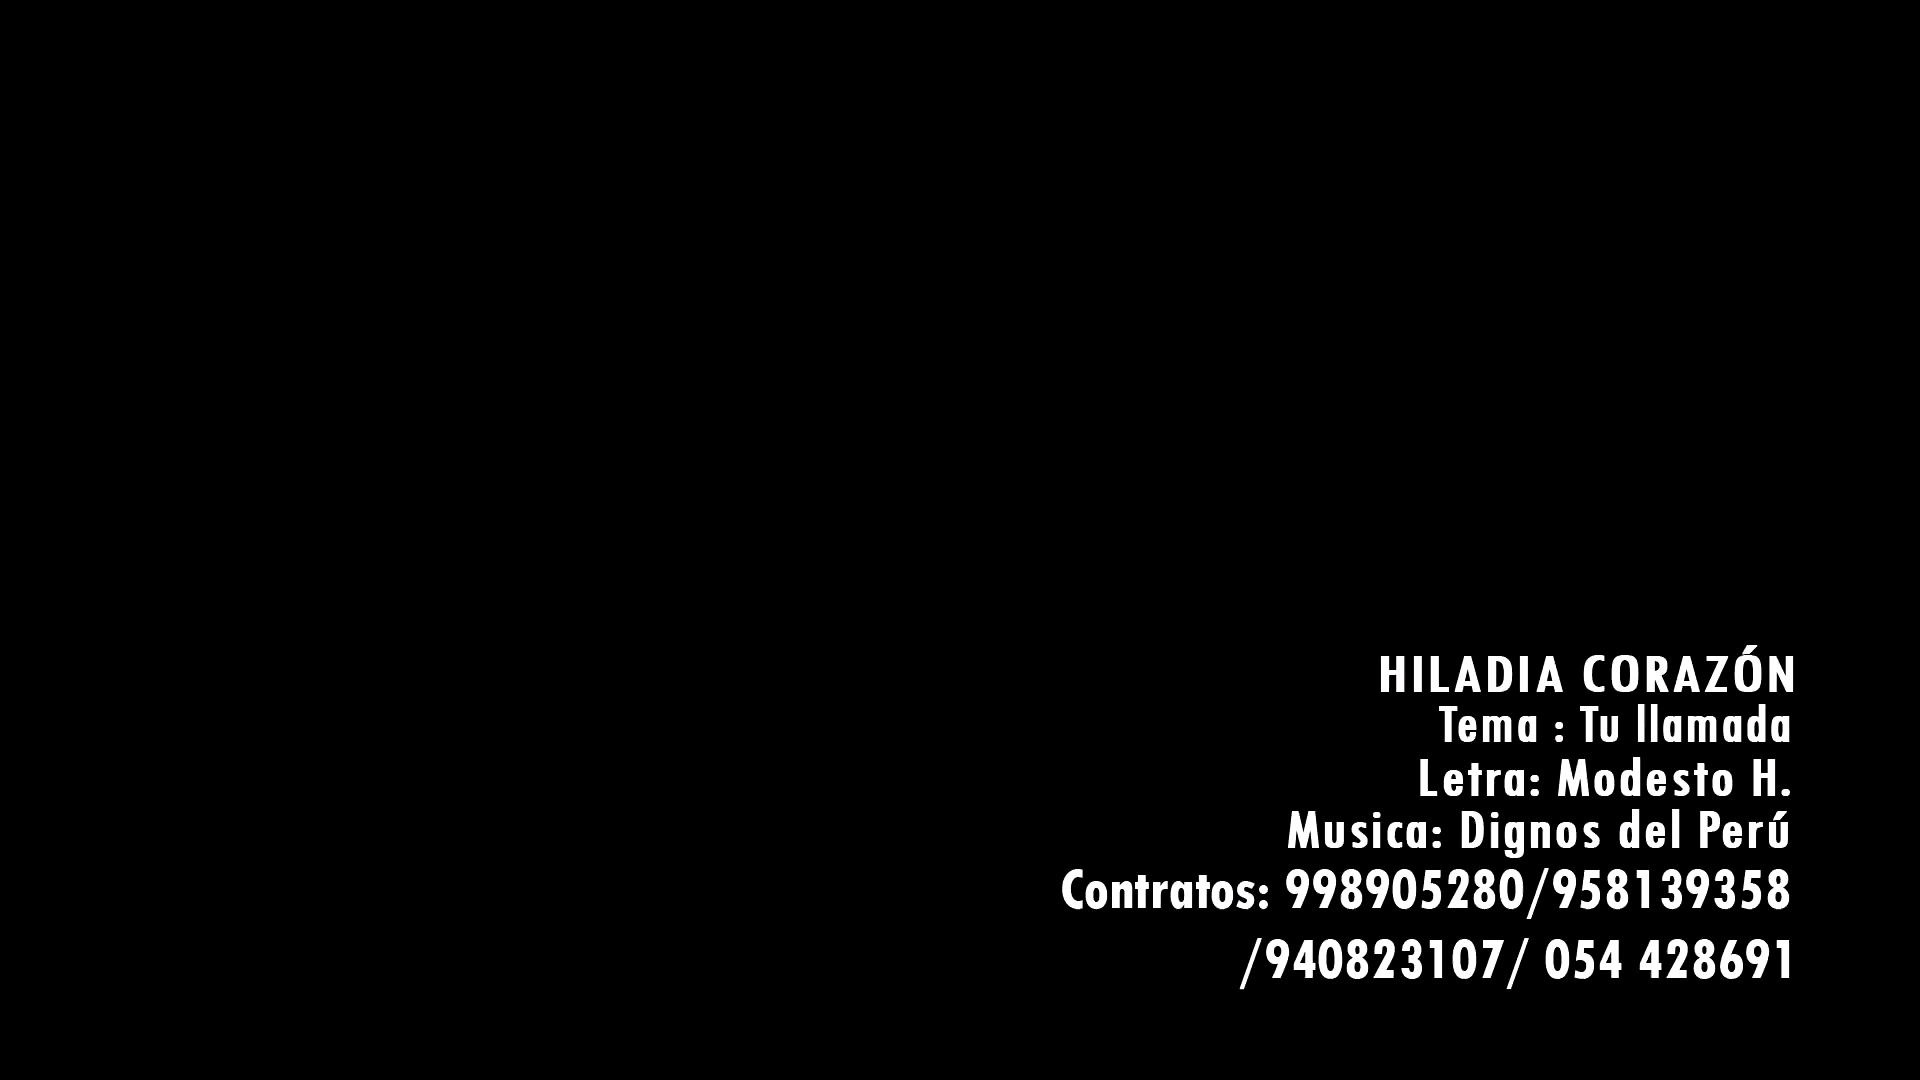 HILADIA CORAZÓN
Tema : Tu llamada
Letra: Modesto H.
Musica: Dignos del Perú
Contratos: 998905280/958139358
/940823107/ 054 428691